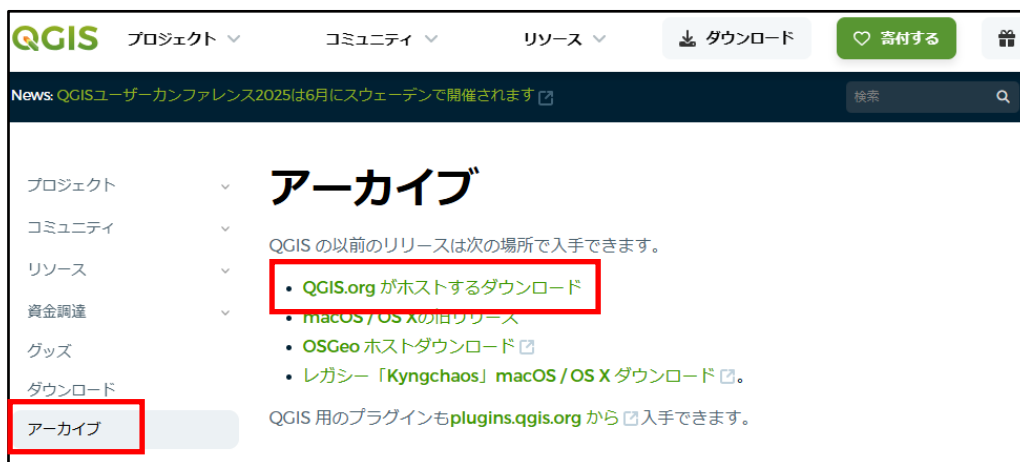 QGIS プロジェクト コミュニティ リソース ダウンロード 寄付する
News: QGISユーザーカンファレンス2025は6月にスウェーデンで開催されます 検索
プロジェクト
コミュニティ
リソース
資金調達
グッズ
ダウンロード
アーカイブ
アーカイブ
QGIS の以前のリリースは次の場所で入手できます。
• QGIS.org がホストするダウンロード
• macOS / OS Xの旧リリース
• OSGeo ホストダウンロード
• レガシー「Kyngchaos」macOS / OS X ダウンロード 。
QGIS 用のプラグインもplugins.qgis.org から 入手できます。